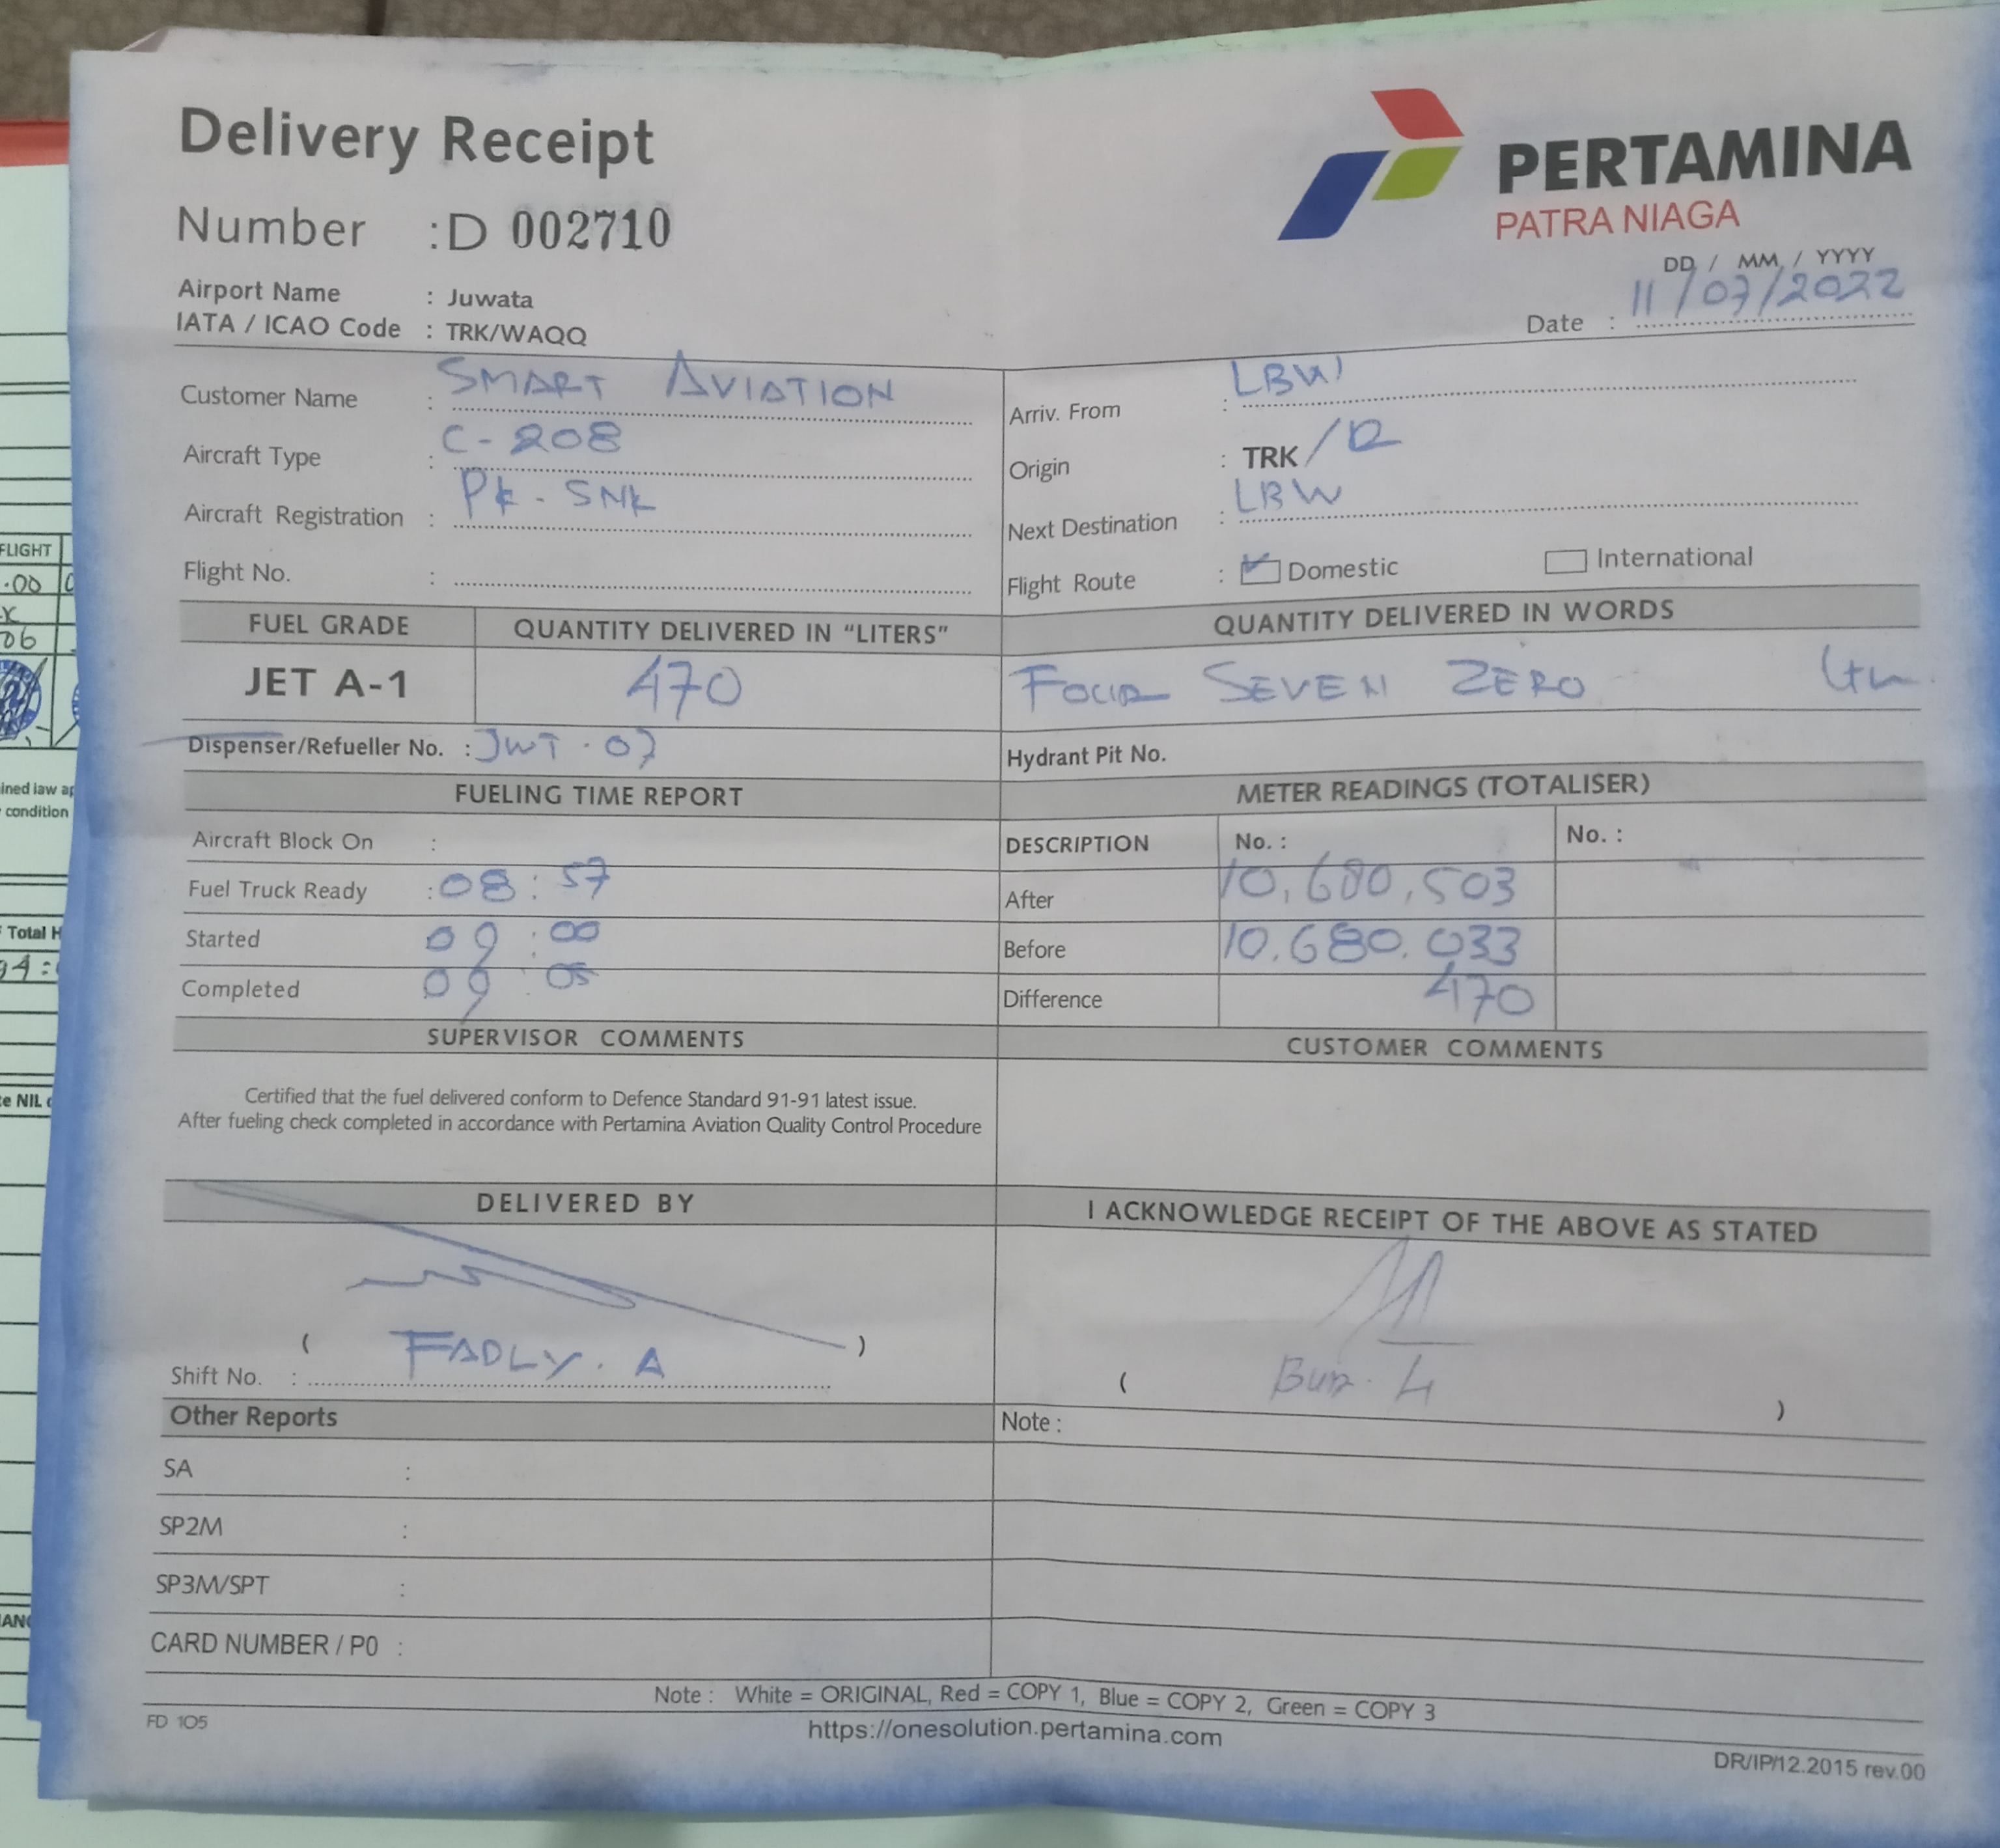 Delivery Receipt
PERTAMINA
PATRA NIAGA
Number : D 002710
DD / MM / YYYY
Airport Name : Juwata
Date : 11/07/2022
IATA / ICAO Code : TRK/WAQQ
Customer Name : SMART AVIATION
Arriv. From : LBW
Aircraft Type : C-208
Origin : TRK /
Aircraft Registration : PK-SNK
Next Destination : LBW
Flight No. :
Flight Route : Domestic International
FUEL GRADE QUANTITY DELIVERED IN “LITERS” QUANTITY DELIVERED IN WORDS
JET A-1 470 FOUR SEVEN ZERO
Dispenser/Refueller No. : JWT . 07 Hydrant Pit No.
FUELING TIME REPORT METER READINGS (TOTALISER)
Aircraft Block On : DESCRIPTION No. : No. :
Fuel Truck Ready : 08 : 57 After 10,680,503
Started 09 : 00 Before 10.680.033
Completed 09 : 05 Difference 470
SUPERVISOR COMMENTS CUSTOMER COMMENTS
Certified that the fuel delivered conform to Defence Standard 91-91 latest issue.
After fueling check completed in accordance with Pertamina Aviation Quality Control Procedure
DELIVERED BY I ACKNOWLEDGE RECEIPT OF THE ABOVE AS STATED
( FADLY. A )
Shift No. :
( )
Other Reports Note :
SA :
SP2M :
SP3M/SPT :
CARD NUMBER / P0 :
Note : White = ORIGINAL, Red = COPY 1, Blue = COPY 2, Green = COPY 3
FD 105
https://onesolution.pertamina.com
DR/IP/12.2015 rev.00
FLIGHT
.00
06
ined law
condition
Total H
NIL